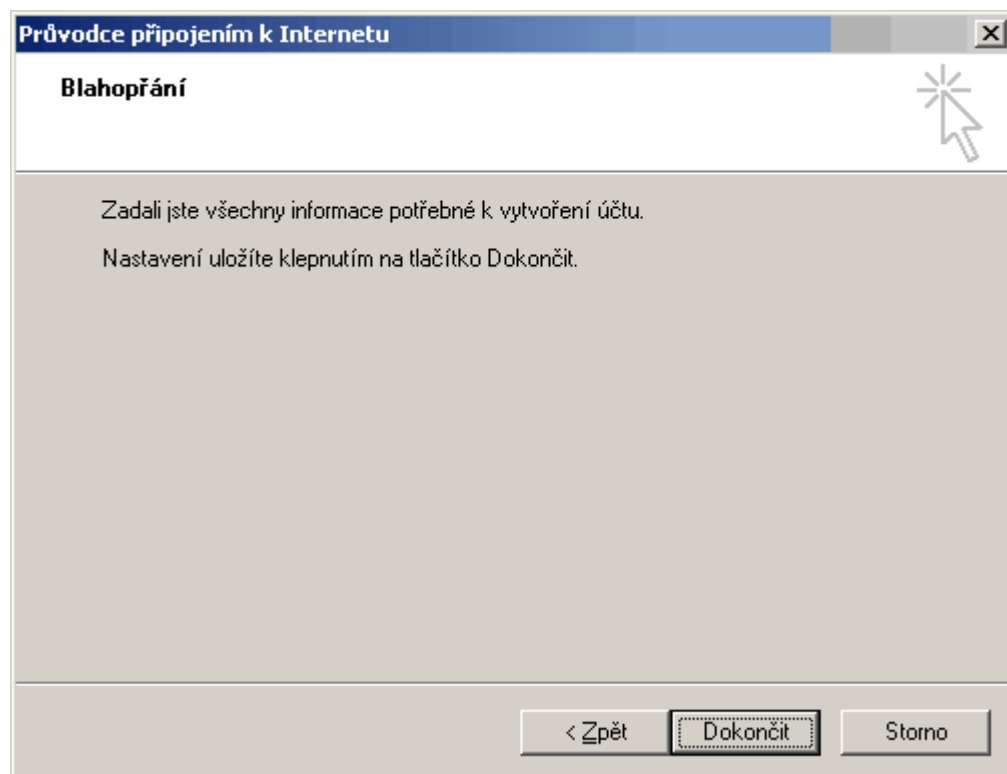 Průvodce připojením k Internetu
Blahopřání
Zadali jste všechny informace potřebné k vytvoření účtu.
Nastavení uložíte klepnutím na tlačítko Dokončit.
< Zpět Dokončit Storno